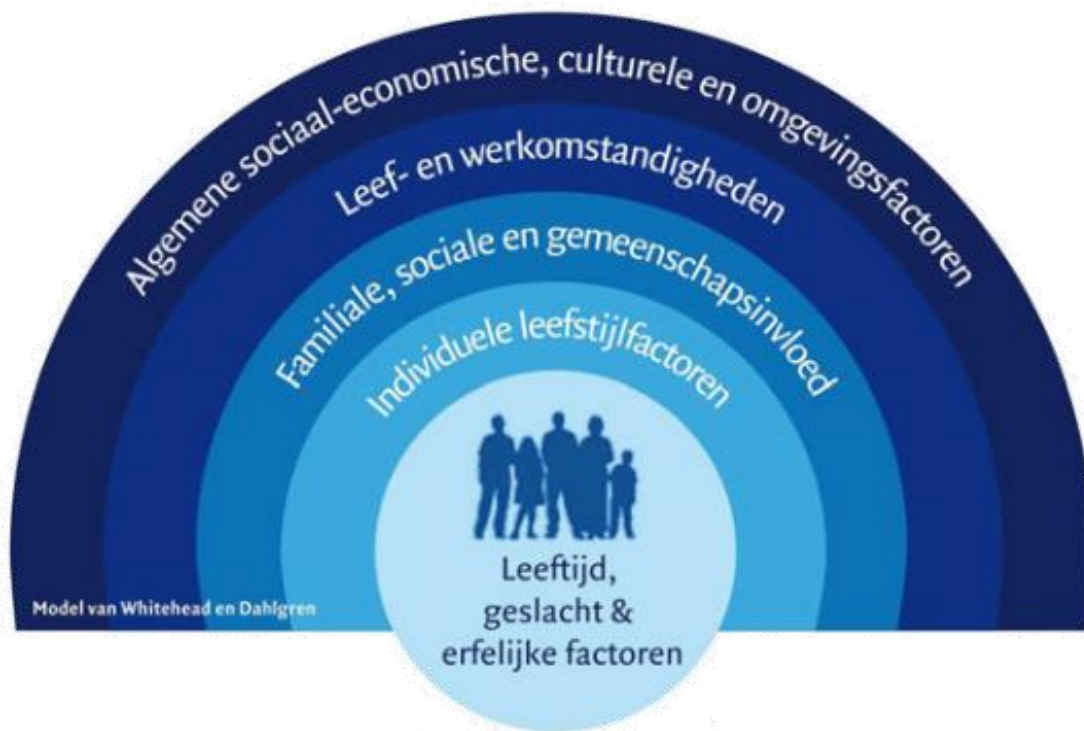 Algemene sociaal-economische, culturele en omgevingsfactoren
Leef- en werkomstandigheden
Familiale, sociale en gemeenschapsinvloed
Individuele leefstijlfactoren
Leeftijd,
geslacht &
erfelijke factoren
Model van Whitehead en Dahlgren